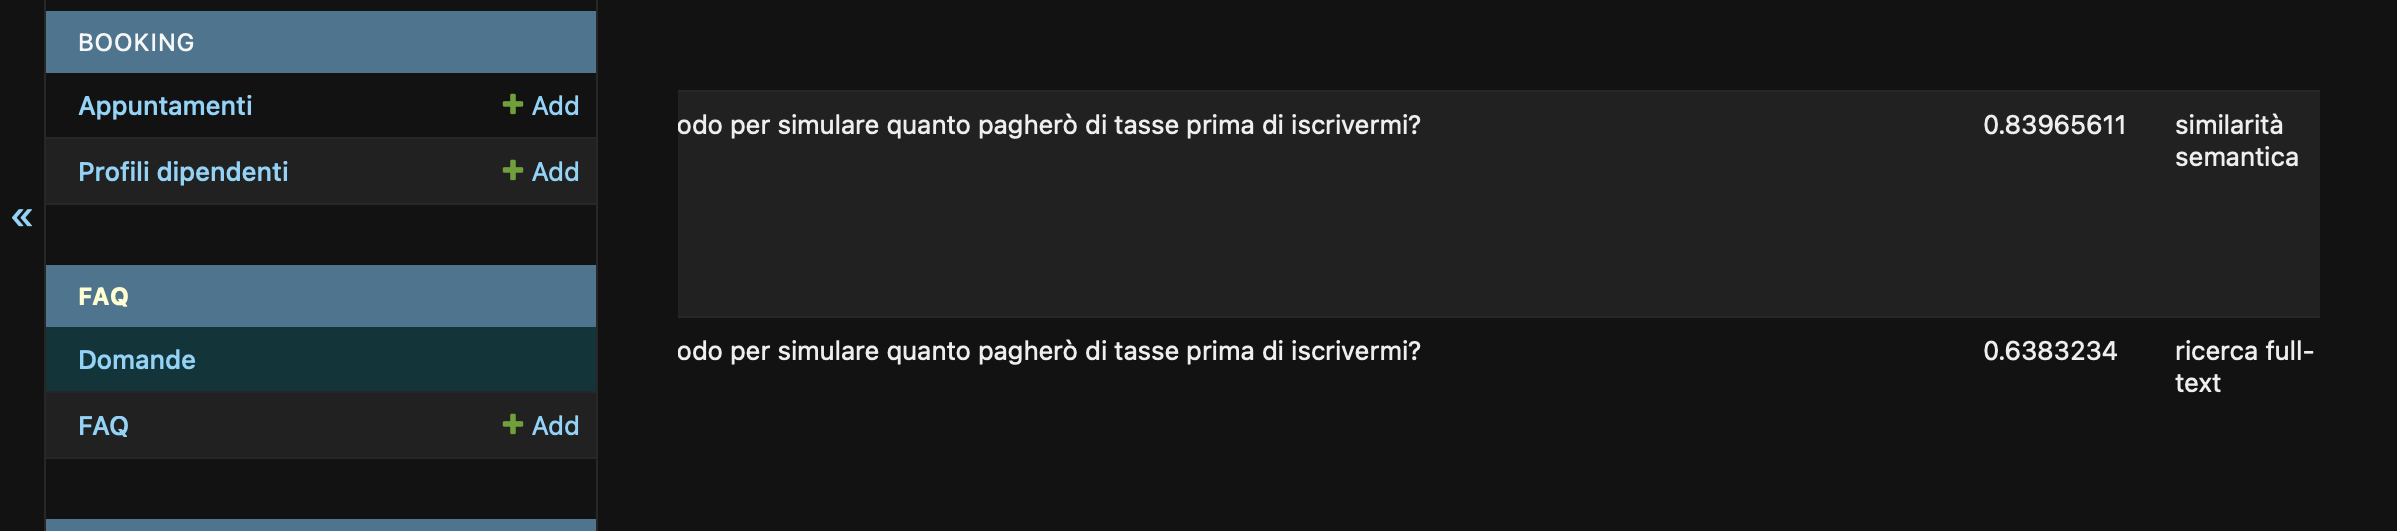 BOOKING
Appuntamenti + Add
Profili dipendenti + Add
«
FAQ
Domande
FAQ + Add
odo per simulare quanto pagherò di tasse prima di iscrivermi? 0.83965611 similarità
semantica
odo per simulare quanto pagherò di tasse prima di iscrivermi? 0.6383234 ricerca full-
text